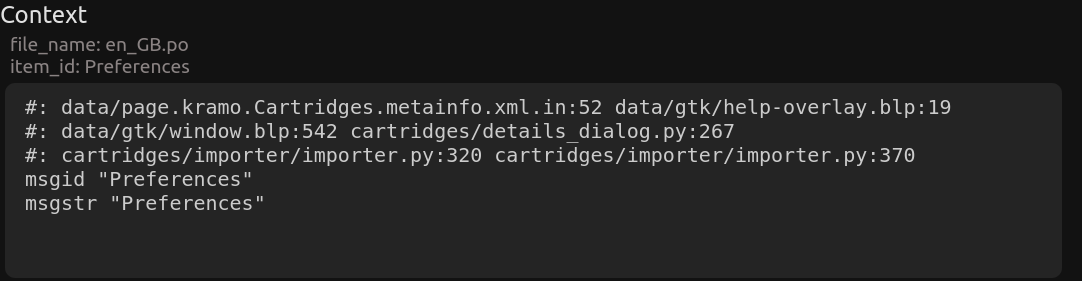 Context
file_name: en_GB.po
item_id: Preferences
#: data/page.kramo.Cartridges.metainfo.xml.in:52 data/gtk/help-overlay.blp:19
#: data/gtk/window.blp:542 cartridges/details_dialog.py:267
#: cartridges/importer/importer.py:320 cartridges/importer/importer.py:370
msgid "Preferences"
msgstr "Preferences"